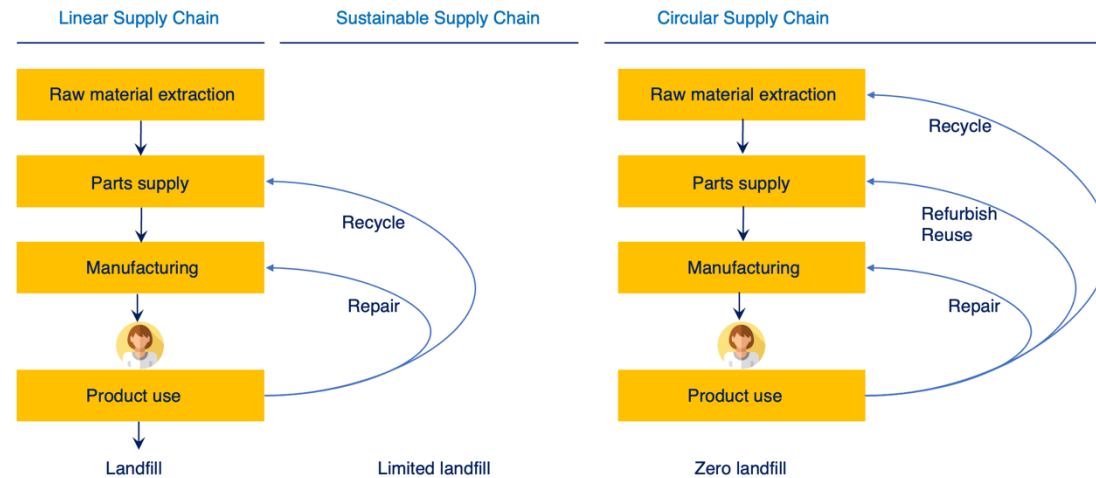 Linear Supply Chain
Sustainable Supply Chain
Circular Supply Chain
Raw material extraction
Parts supply
Manufacturing
Product use
Landfill
Recycle
Repair
Limited landfill
Raw material extraction
Parts supply
Manufacturing
Product use
Zero landfill
Recycle
Refurbish
Reuse
Repair